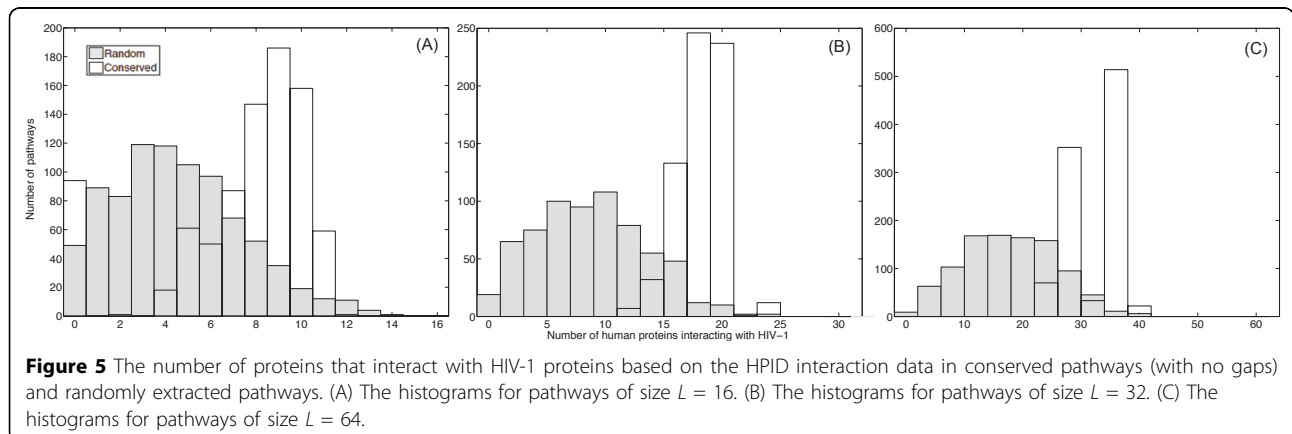 (A)
Random
Conserved
Number of pathways
200
180
160
140
120
100
80
60
40
20
0
0 2 4 6 8 10 12 14 16
(B)
250
200
150
100
50
0
0 5 10 15 20 25 30
Number of human proteins interacting with HIV-1
(C)
600
500
400
300
200
100
0
0 10 20 30 40 50 60
Figure 5 The number of proteins that interact with HIV-1 proteins based on the HPID interaction data in conserved pathways (with no gaps)
and randomly extracted pathways. (A) The histograms for pathways of size L = 16. (B) The histograms for pathways of size L = 32. (C) The
histograms for pathways of size L = 64.